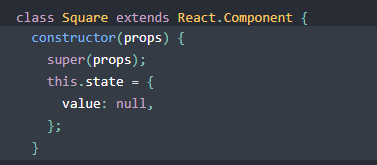 class Square extends React.Component {
  constructor(props) {
    super(props);
    this.state = {
      value: null,
    };
  }